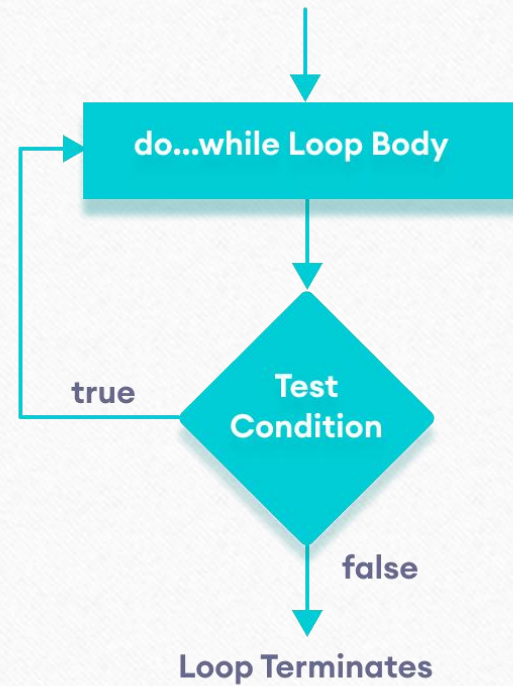 do...while Loop Body
Test
Condition
true
false
Loop Terminates